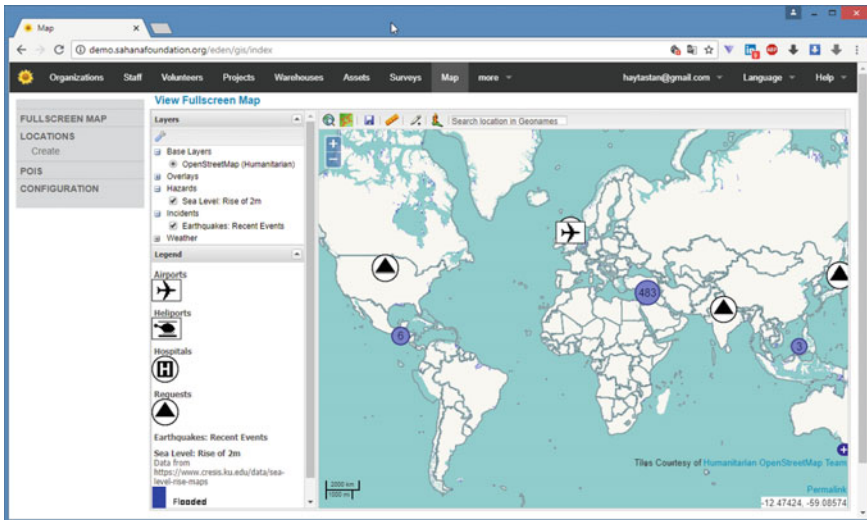 Map
demo.sahanafoundation.org/eden/gis/index
Organizations Staff Volunteers Projects Warehouses Assets Surveys Map more haytastan@gmail.com Language Help
FULLSCREEN MAP
LOCATIONS
Create
POIS
CONFIGURATION
View Fullscreen Map
Layers
Base Layers
OpenStreetMap (Humanitarian)
Overlays
Hazards
Sea Level: Rise of 2m
Incidents
Earthquakes: Recent Events
Weather
Legend
Airports
Heliports
Hospitals
H
Requests
Earthquakes: Recent Events
Sea Level: Rise of 2m
Data from
https://www.cresis.ku.edu/data/sea-
level-rise-maps
Flooded
Search location in Geonames
483
6
3
Tiles Courtesy of Humanitarian OpenStreetMap Team
Permalink
2000 km
1000 mi
-12.47424, -59.08574